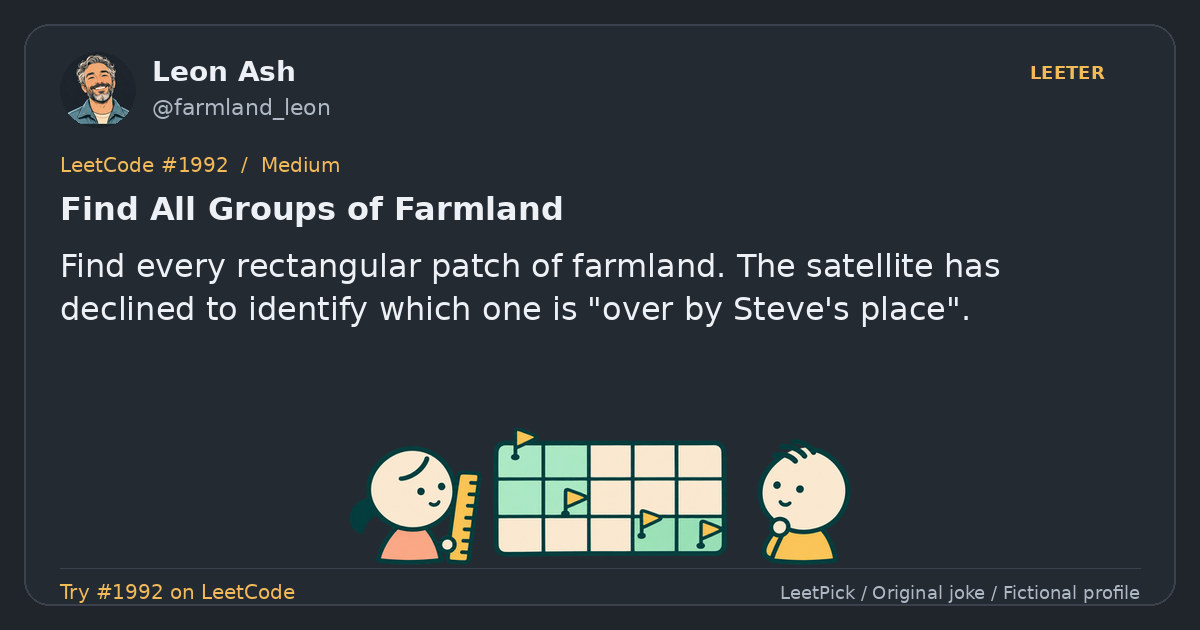 Leon Ash
@farmland_leon
LEETER
LeetCode #1992 / Medium
Find All Groups of Farmland
Find every rectangular patch of farmland. The satellite has
declined to identify which one is "over by Steve's place".
Try #1992 on LeetCode
LeetPick / Original joke / Fictional profile